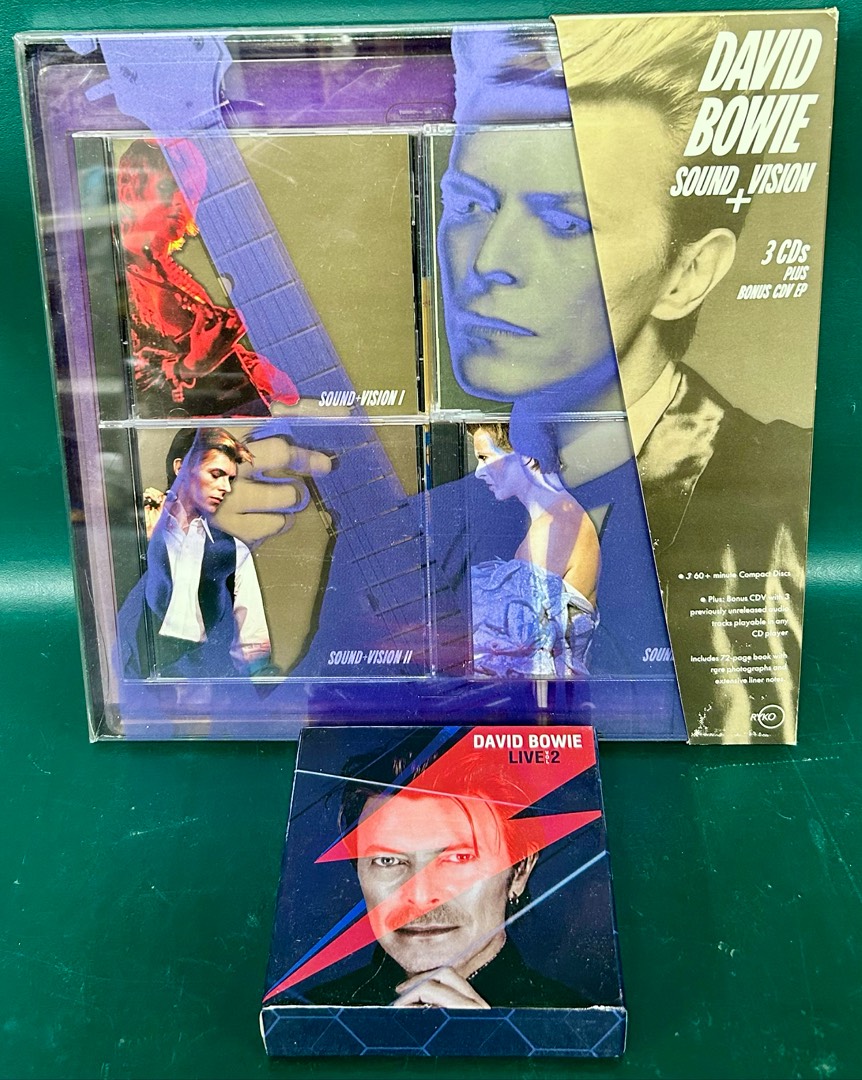 DAVID
BOWIE
SOUND+VISION
3 CDs
PLUS
BONUS CDV EP
SOUND+VISION I
SOUND+VISION II
SOUN
• 3 60+ minute Compact Discs
• Plus: Bonus CDV with 3
previously unreleased audio
tracks playable in any
CD player
Includes 72-page book with
rare photographs and
extensive liner notes
RYKO
DAVID BOWIE
LIVE 2